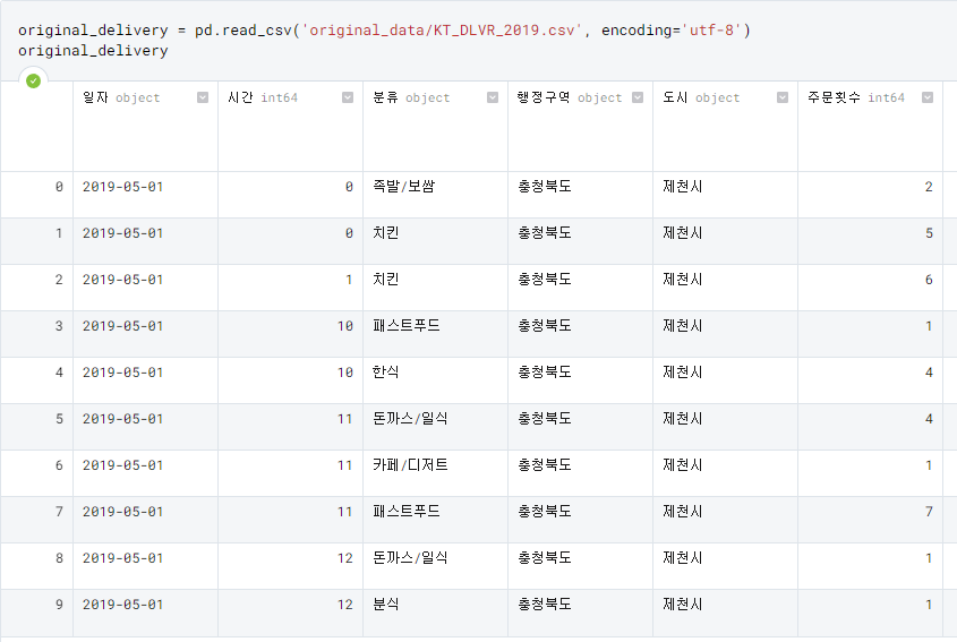 original_delivery = pd.read_csv('original_data/KT_DLVR_2019.csv', encoding='utf-8')
original_delivery
일자 object 시간 int64 분류 object 행정구역 object 도시 object 주문횟수 int64
0 2019-05-01 0 족발/보쌈 충청북도 제천시 2
1 2019-05-01 0 치킨 충청북도 제천시 5
2 2019-05-01 1 치킨 충청북도 제천시 6
3 2019-05-01 10 패스트푸드 충청북도 제천시 1
4 2019-05-01 10 한식 충청북도 제천시 4
5 2019-05-01 11 돈까스/일식 충청북도 제천시 4
6 2019-05-01 11 카페/디저트 충청북도 제천시 1
7 2019-05-01 11 패스트푸드 충청북도 제천시 7
8 2019-05-01 12 돈까스/일식 충청북도 제천시 1
9 2019-05-01 12 분식 충청북도 제천시 1